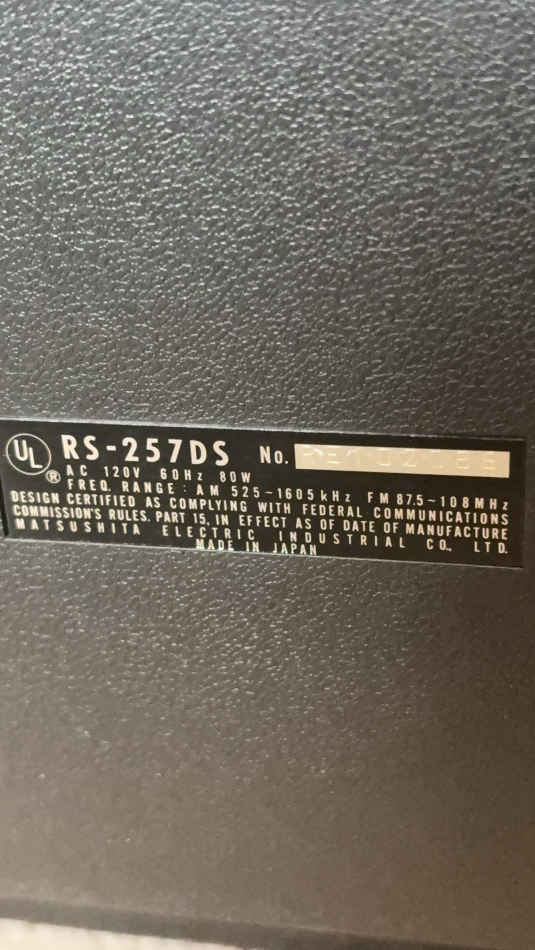 UL RS-257DS No.
® AC 120V 60Hz 80W
FREQ. RANGE: AM 525~1605kHz FM 87.5~108MHz
DESIGN CERTIFIED AS COMPLYING WITH FEDERAL COMMUNICATIONS
COMMISSION'S RULES. PART 15, IN EFFECT AS OF DATE OF MANUFACTURE
MATSUSHITA ELECTRIC INDUSTRIAL CO., LTD.
MADE IN JAPAN